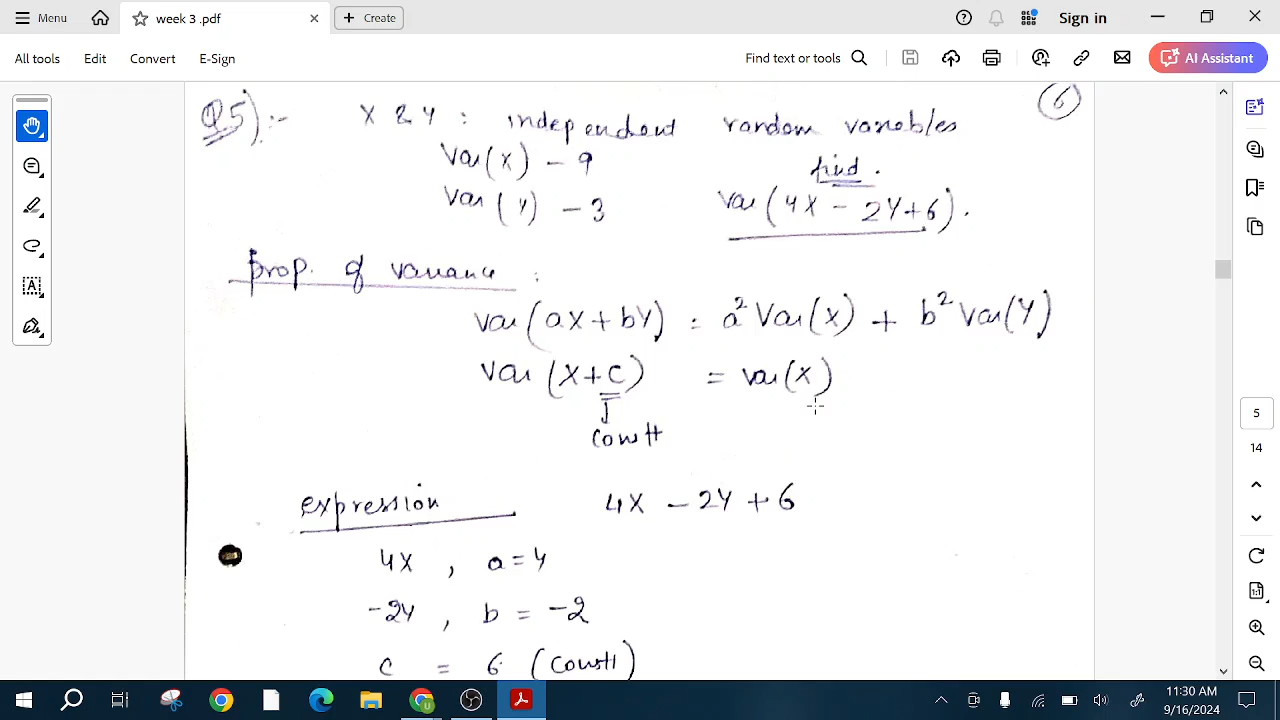 Menu
week 3 .pdf
Create
Sign in
All tools Edit Convert E-Sign
Find text or tools
AI Assistant
Q5):- X & Y : independent random variables
6
Var(X) - 9
find.
Var(Y) - 3
Var(4X - 2Y+6).
prop. of variance :
Var(aX+bY) = a² Var(X) + b² Var(Y)
Var (X+C) = Var(X)
Constt
expression 4X - 2Y + 6
4X , a = 4
-2Y , b = -2
C = 6 (Constt)
5
14
11:30 AM
9/16/2024